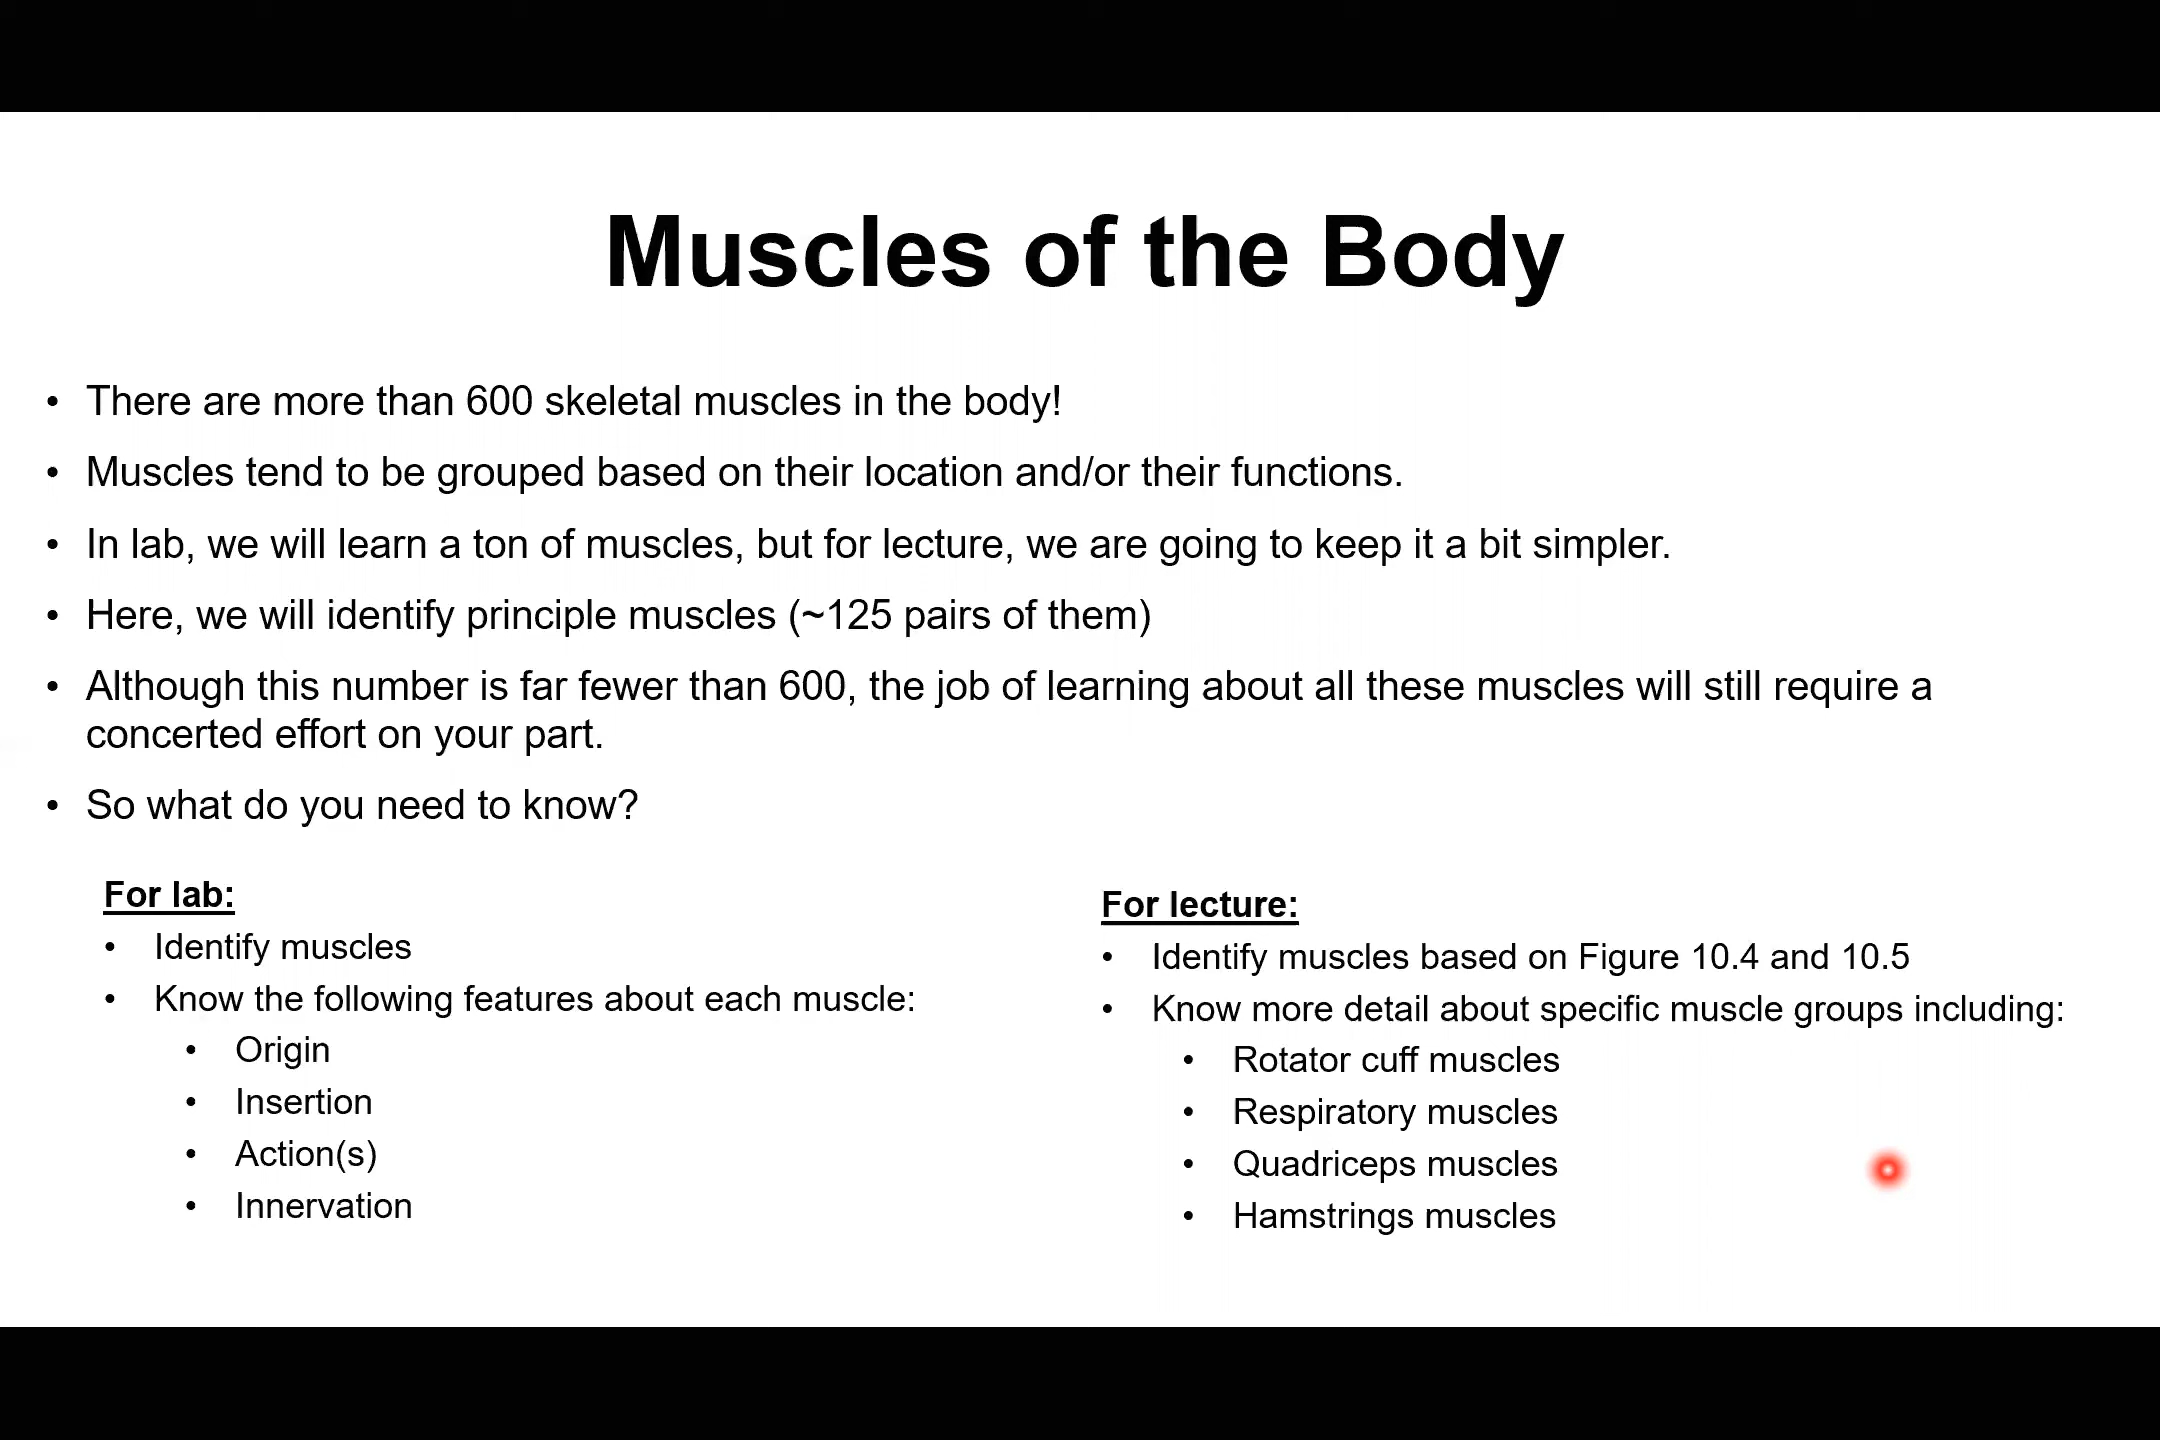 Muscles of the Body
• There are more than 600 skeletal muscles in the body!
• Muscles tend to be grouped based on their location and/or their functions.
• In lab, we will learn a ton of muscles, but for lecture, we are going to keep it a bit simpler.
• Here, we will identify principle muscles (~125 pairs of them)
• Although this number is far fewer than 600, the job of learning about all these muscles will still require a
concerted effort on your part.
• So what do you need to know?
For lab:
• Identify muscles
• Know the following features about each muscle:
• Origin
• Insertion
• Action(s)
• Innervation
For lecture:
• Identify muscles based on Figure 10.4 and 10.5
• Know more detail about specific muscle groups including:
• Rotator cuff muscles
• Respiratory muscles
• Quadriceps muscles
• Hamstrings muscles